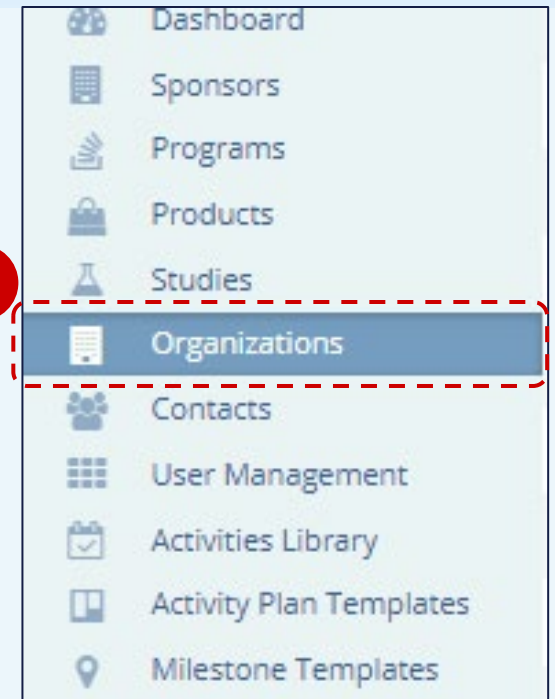 Dashboard
Sponsors
Programs
Products
Studies
Organizations
Contacts
User Management
Activities Library
Activity Plan Templates
Milestone Templates